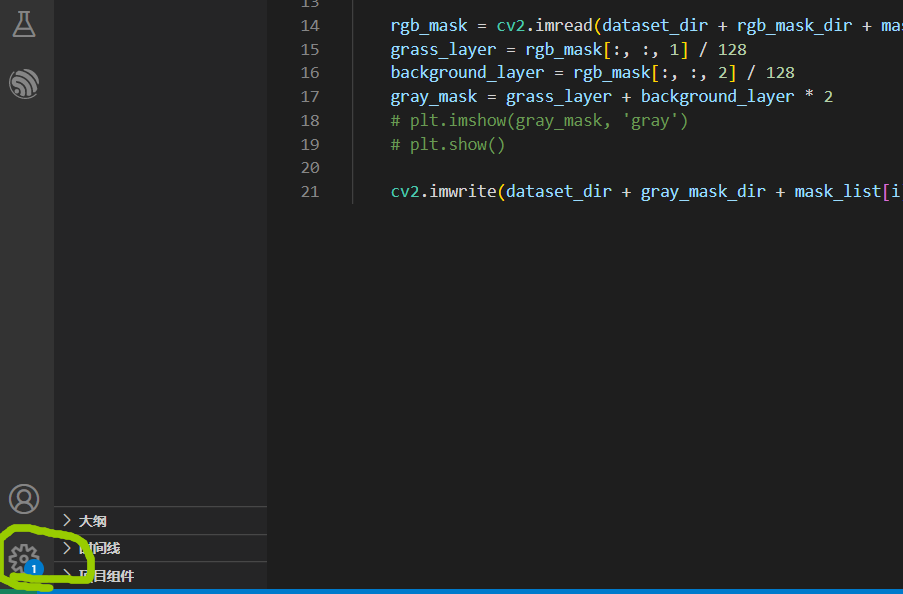 13
14 rgb_mask = cv2.imread(dataset_dir + rgb_mask_dir + mas
15 grass_layer = rgb_mask[:, :, 1] / 128
16 background_layer = rgb_mask[:, :, 2] / 128
17 gray_mask = grass_layer + background_layer * 2
18 # plt.imshow(gray_mask, 'gray')
19 # plt.show()
20
21 cv2.imwrite(dataset_dir + gray_mask_dir + mask_list[i
大纲
时间线
1
项目组件